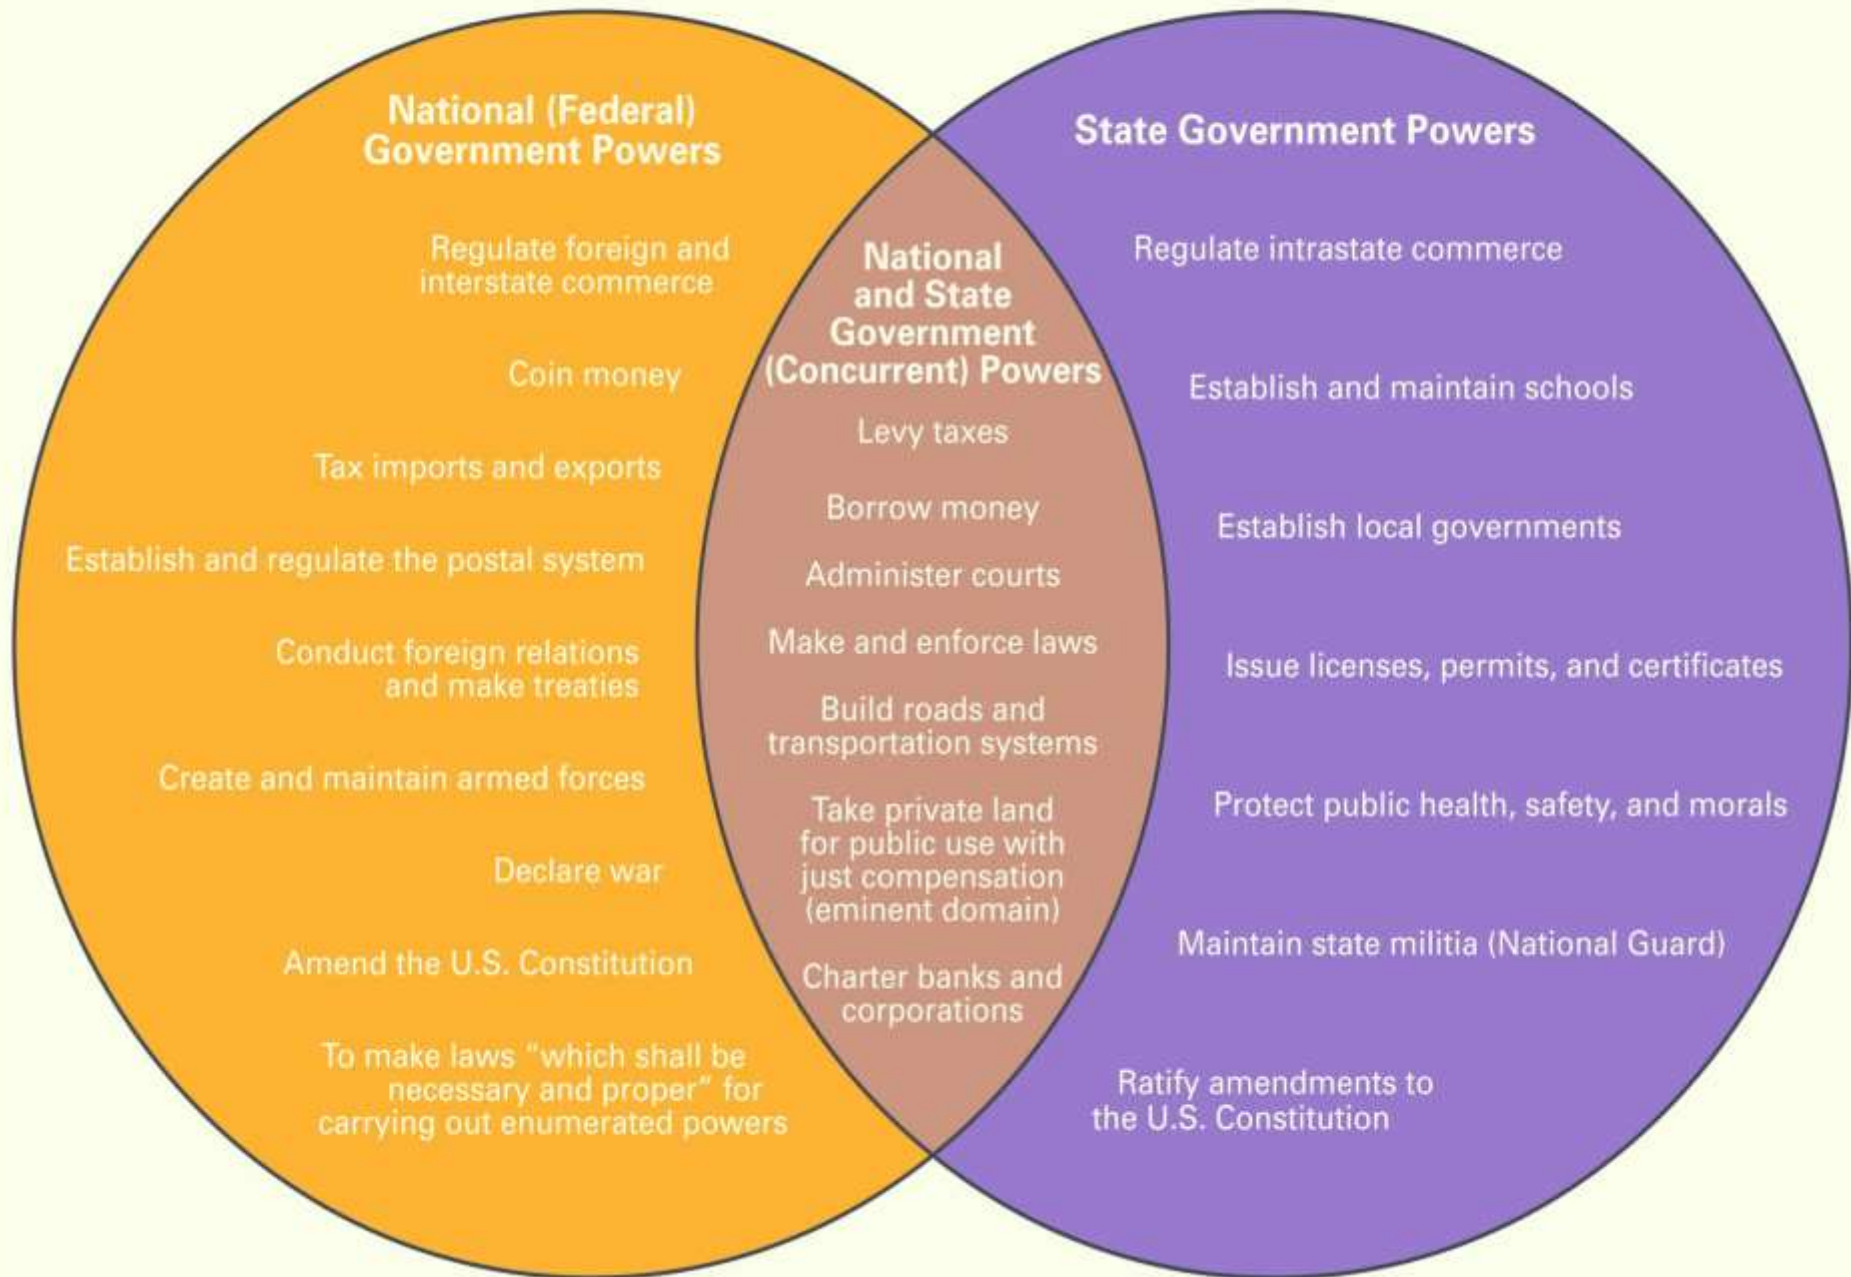 National (Federal)
Government Powers
Regulate foreign and
interstate commerce
Coin money
Tax imports and exports
Establish and regulate the postal system
Conduct foreign relations
and make treaties
Create and maintain armed forces
Declare war
Amend the U.S. Constitution
To make laws “which shall be
necessary and proper” for
carrying out enumerated powers
National
and State
Government
(Concurrent) Powers
Levy taxes
Borrow money
Administer courts
Make and enforce laws
Build roads and
transportation systems
Take private land
for public use with
just compensation
(eminent domain)
Charter banks and
corporations
State Government Powers
Regulate intrastate commerce
Establish and maintain schools
Establish local governments
Issue licenses, permits, and certificates
Protect public health, safety, and morals
Maintain state militia (National Guard)
Ratify amendments to
the U.S. Constitution